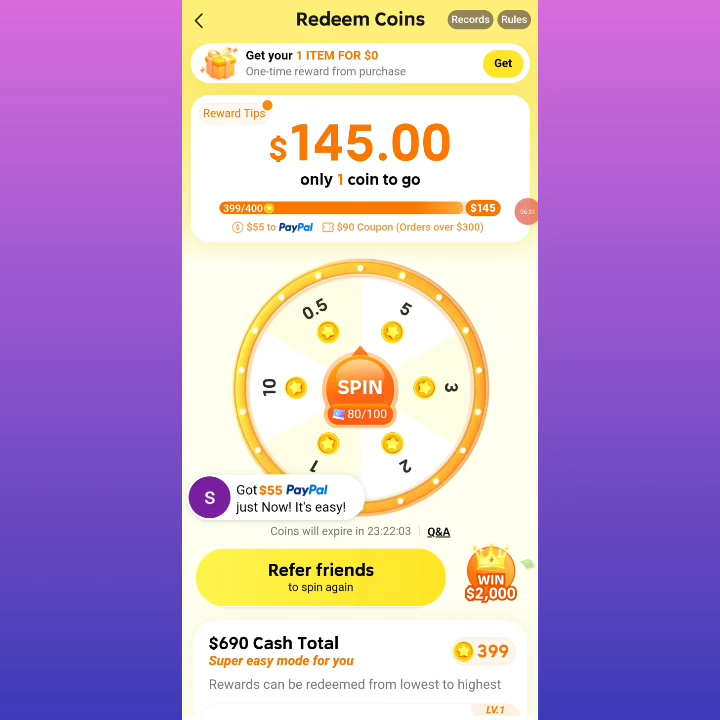 Redeem Coins
Records
Rules
Get your 1 ITEM FOR $0
One-time reward from purchase
Get
Reward Tips
$145.00
only 1 coin to go
399/400
$145
$55 to PayPal
$90 Coupon (Orders over $300)
0.5
5
10
3
SPIN
80/100
1
2
S
Got $55 PayPal
just Now! It's easy!
Coins will expire in 23:22:03
Q&A
Refer friends
to spin again
WIN
$2,000
$690 Cash Total
Super easy mode for you
399
Rewards can be redeemed from lowest to highest
LV.1